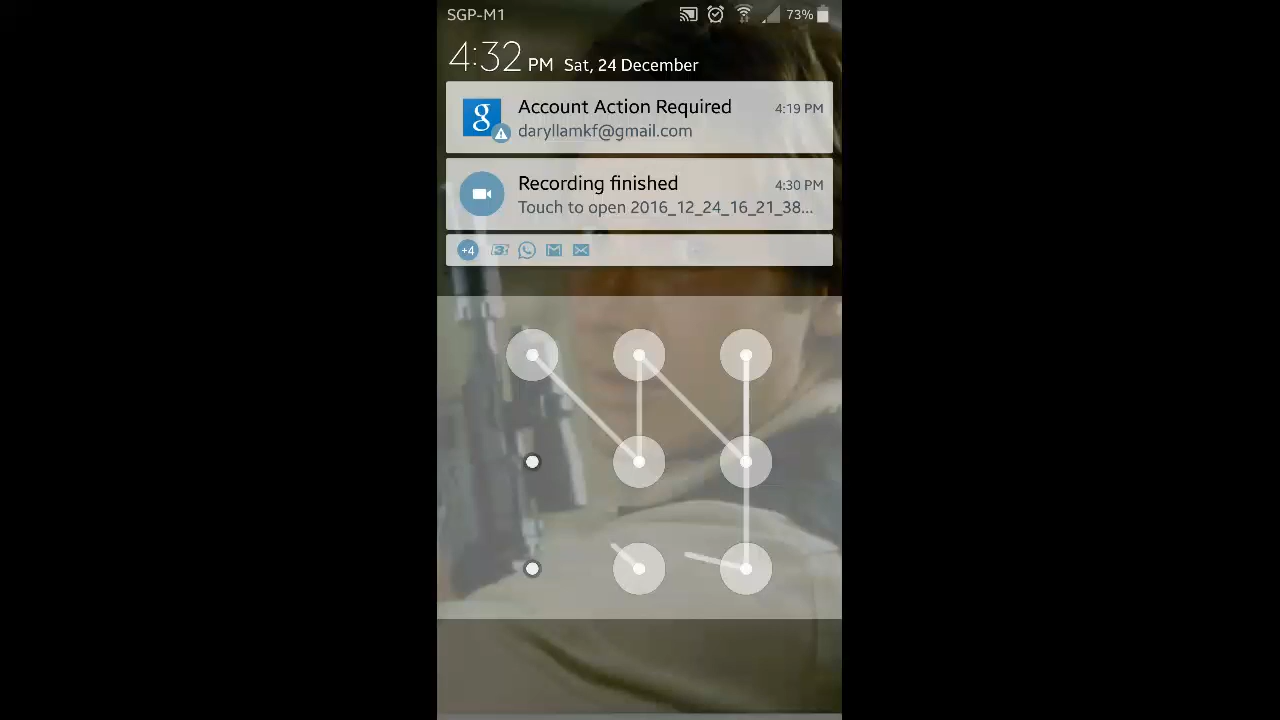 SGP-M1 73%
4:32 PM Sat, 24 December
Account Action Required 4:19 PM
daryllamkf@gmail.com
Recording finished 4:30 PM
Touch to open 2016_12_24_16_21_38...
+4